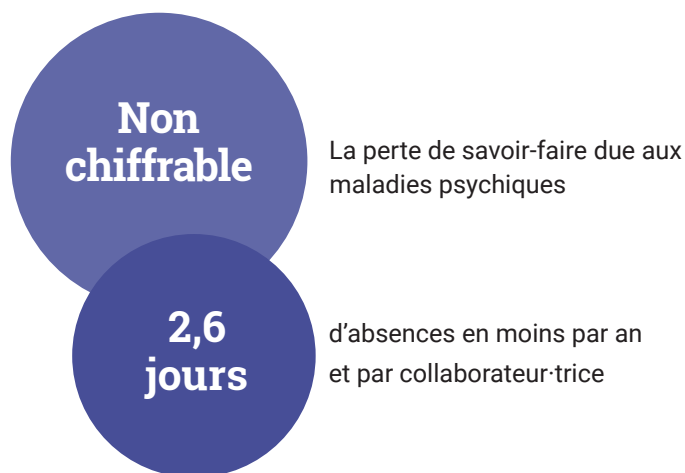 Non
chiffrable
La perte de savoir-faire due aux
maladies psychiques
2,6
jours
d’absences en moins par an
et par collaborateur·trice